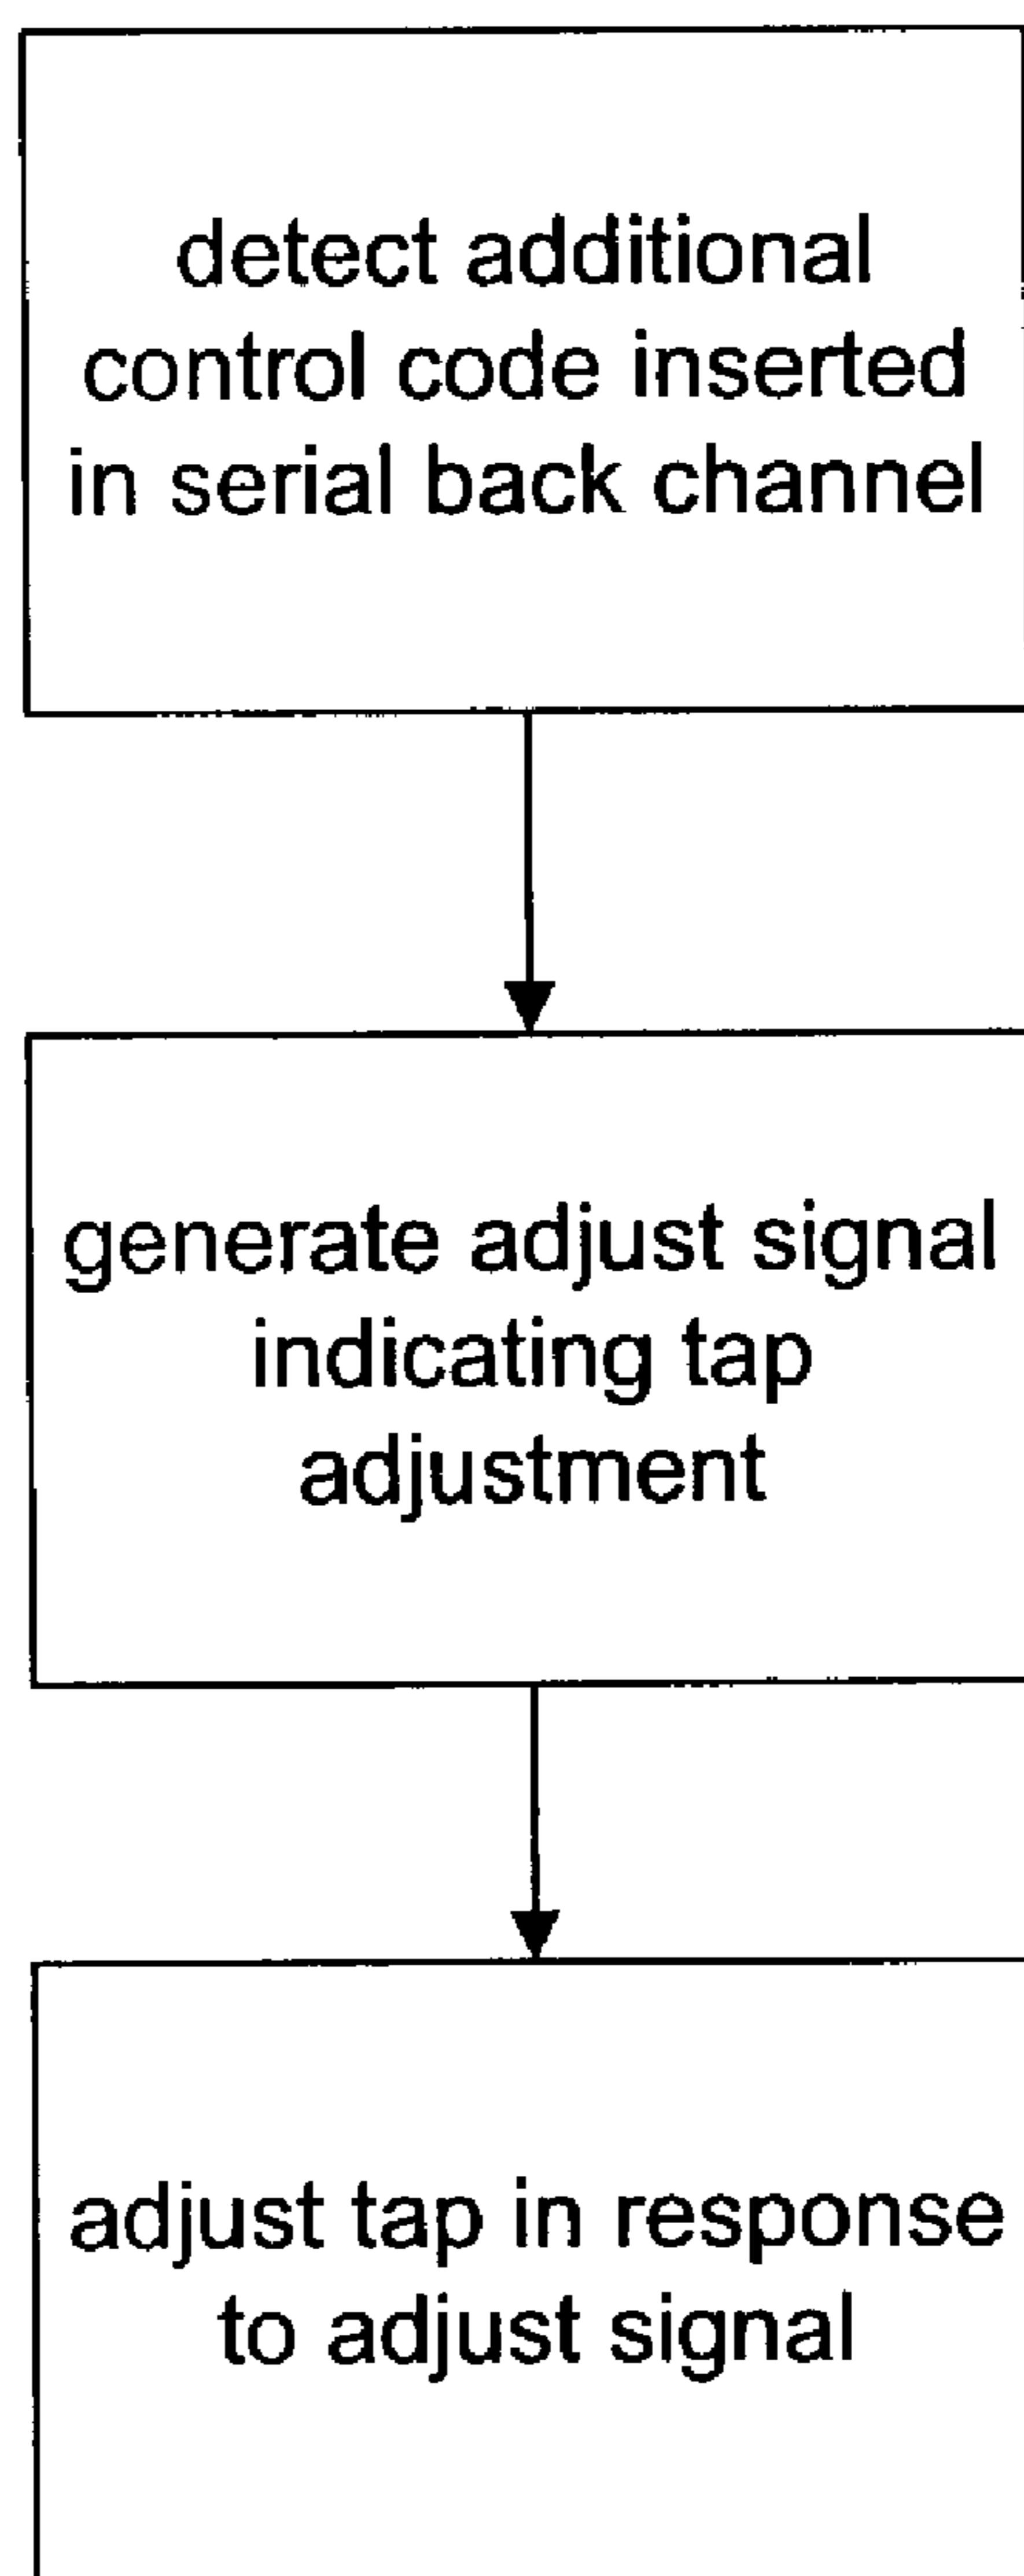 detect additional
control code inserted
in serial back channel
generate adjust signal
indicating tap
adjustment
adjust tap in response
to adjust signal